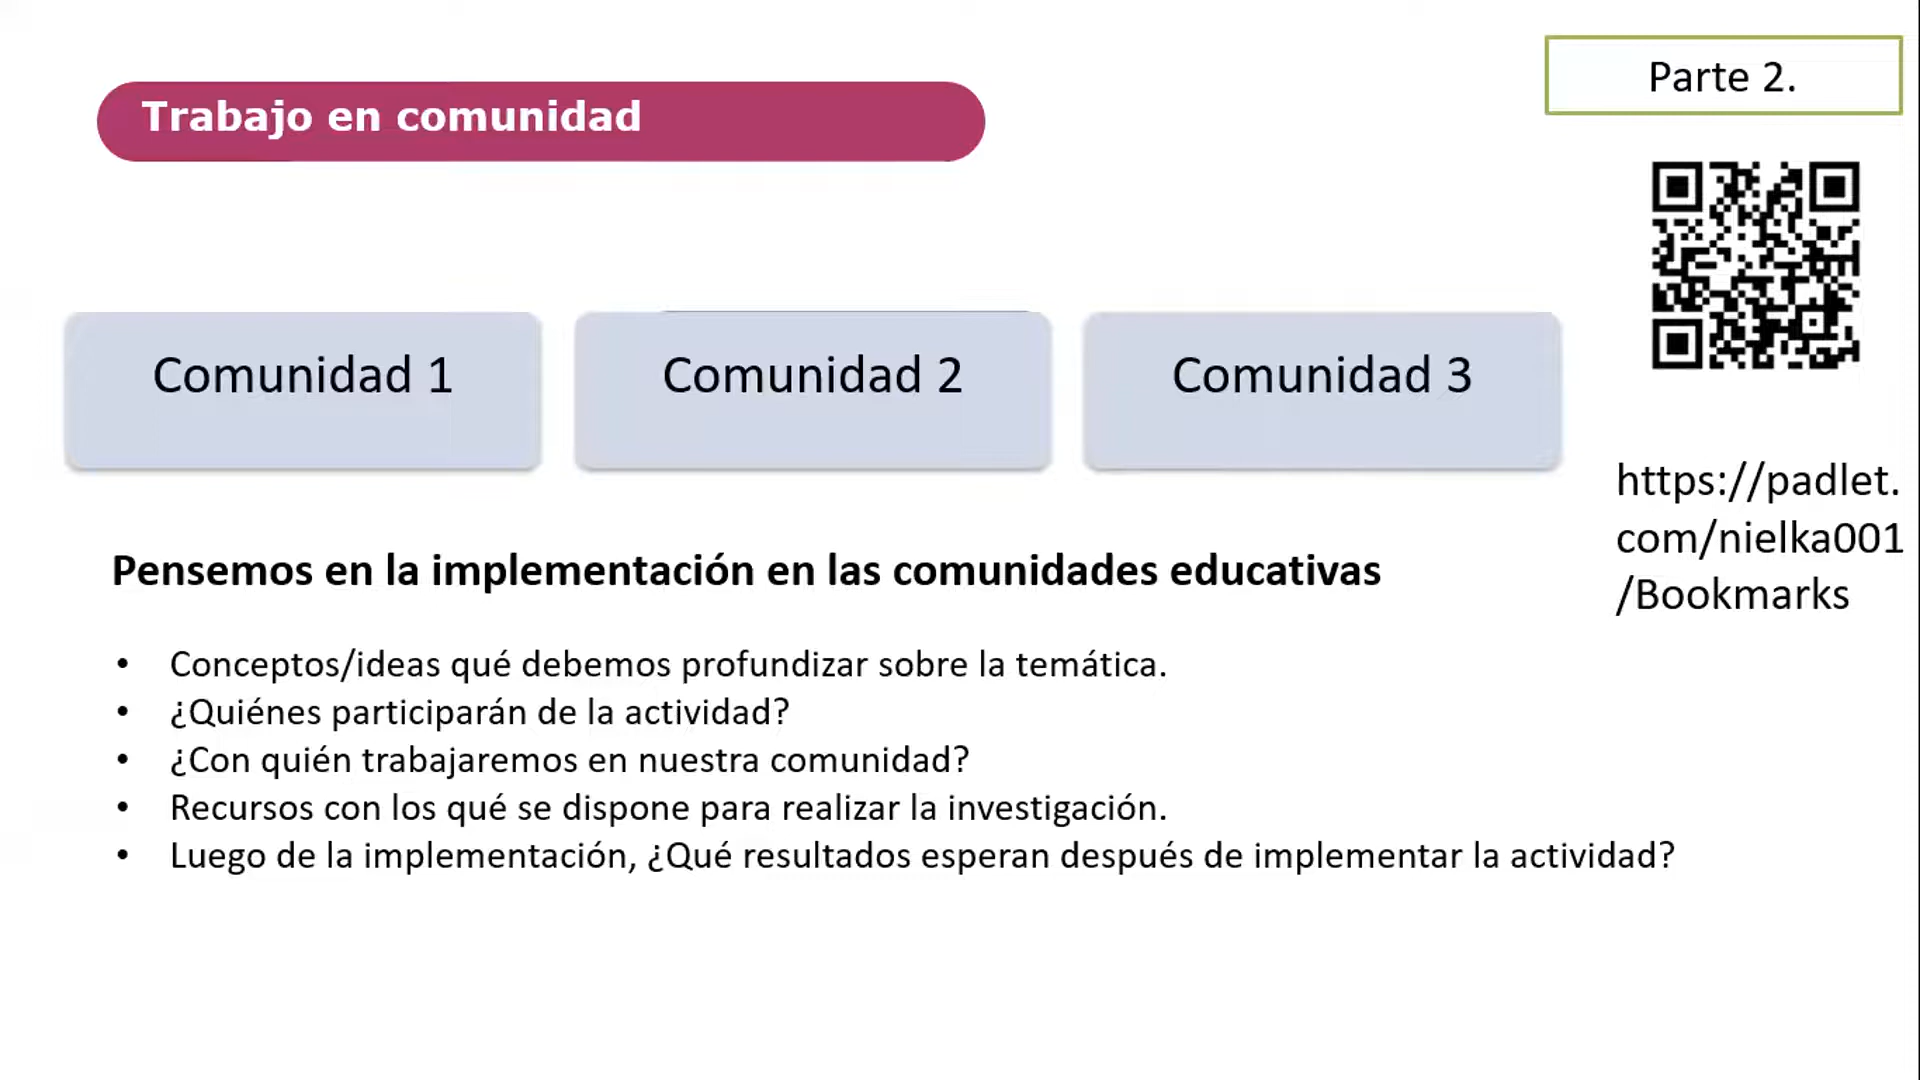 Parte 2.
Trabajo en comunidad
Comunidad 1
Comunidad 2
Comunidad 3
https://padlet.
com/nielka001
/Bookmarks
Pensemos en la implementación en las comunidades educativas
• Conceptos/ideas qué debemos profundizar sobre la temática.
• ¿Quiénes participarán de la actividad?
• ¿Con quién trabajaremos en nuestra comunidad?
• Recursos con los qué se dispone para realizar la investigación.
• Luego de la implementación, ¿Qué resultados esperan después de implementar la actividad?